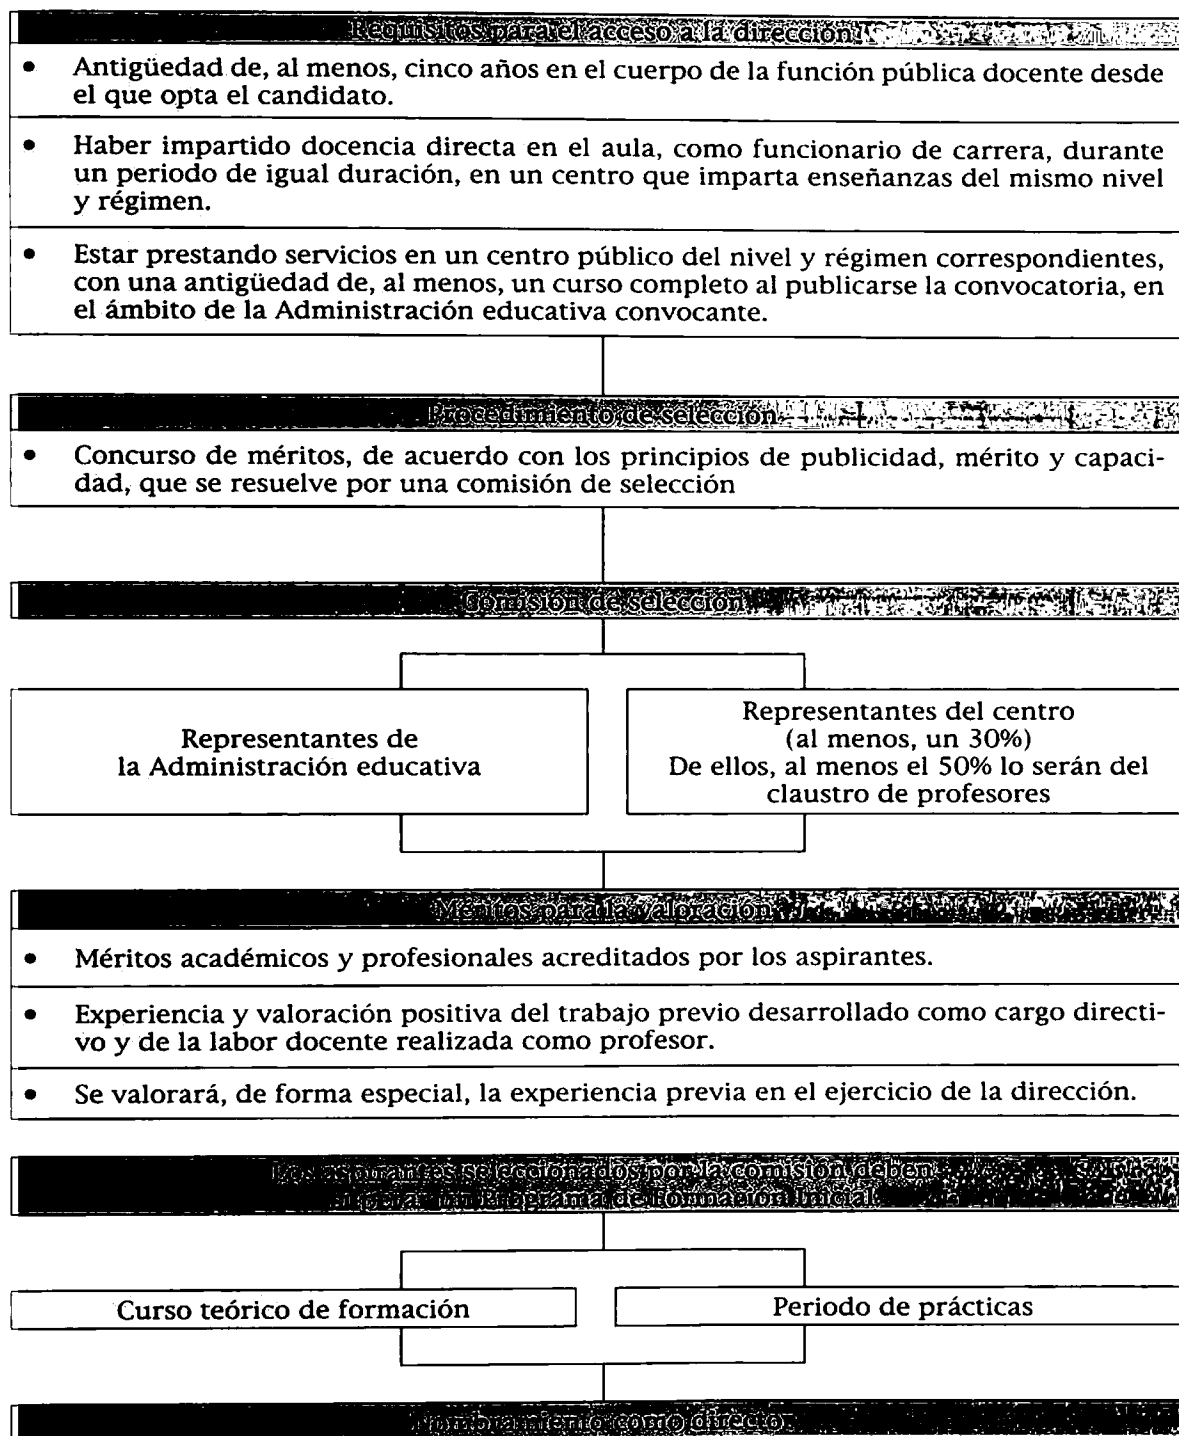 Requisitos para el acceso a la dirección
• Antigüedad de, al menos, cinco años en el cuerpo de la función pública docente desde
el que opta el candidato.
• Haber impartido docencia directa en el aula, como funcionario de carrera, durante
un periodo de igual duración, en un centro que imparta enseñanzas del mismo nivel
y régimen.
• Estar prestando servicios en un centro público del nivel y régimen correspondientes,
con una antigüedad de, al menos, un curso completo al publicarse la convocatoria, en
el ámbito de la Administración educativa convocante.
Procedimiento de selección
• Concurso de méritos, de acuerdo con los principios de publicidad, mérito y capaci-
dad, que se resuelve por una comisión de selección
Comisión de selección
Representantes de
la Administración educativa
Representantes del centro
(al menos, un 30%)
De ellos, al menos el 50% lo serán del
claustro de profesores
Méritos para la valoración
• Méritos académicos y profesionales acreditados por los aspirantes.
• Experiencia y valoración positiva del trabajo previo desarrollado como cargo directi-
vo y de la labor docente realizada como profesor.
• Se valorará, de forma especial, la experiencia previa en el ejercicio de la dirección.
Los aspirantes seleccionados por la comisión deben
superar un Programa de Formación Inicial
Curso teórico de formación
Periodo de prácticas
Nombramiento como director